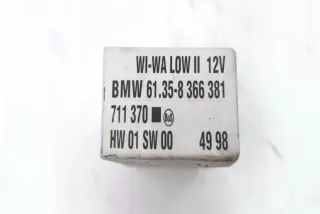 WI-WA LOW II 12V
BMW 61.35-8 366 381
711 370
HW 01 SW 00 49 98